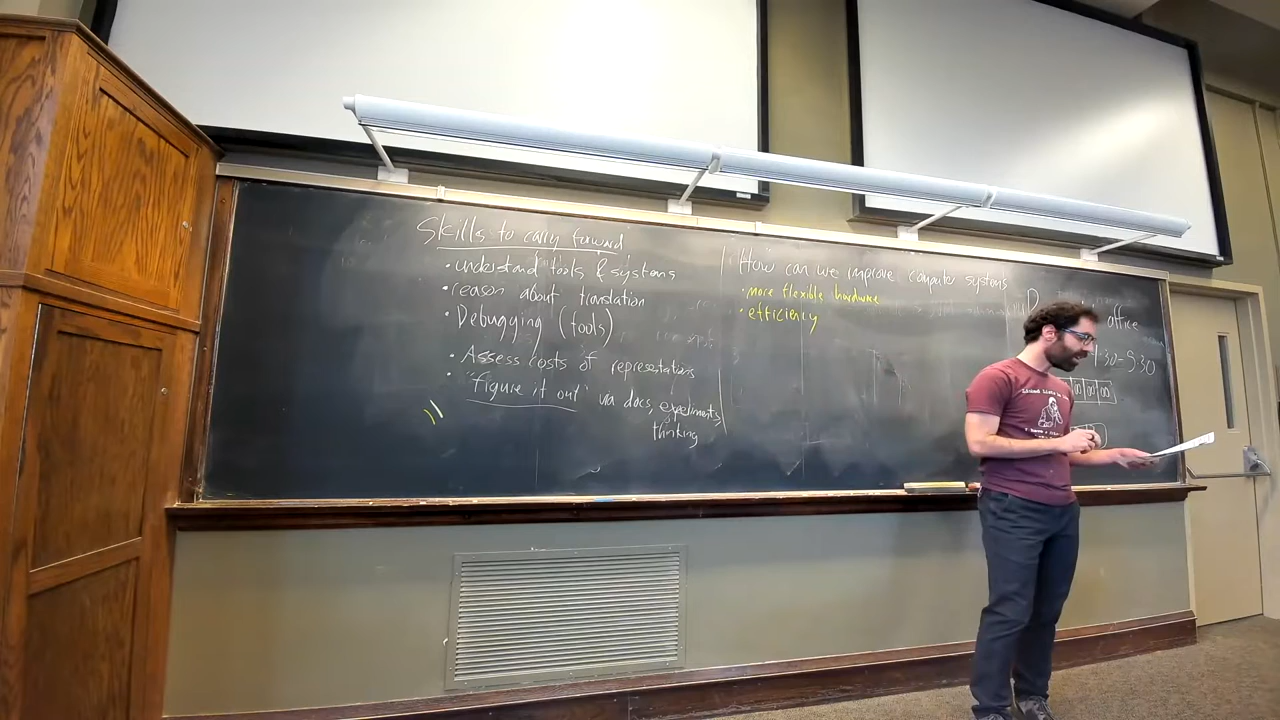 Skills to carry forward
• understand tools & systems
• reason about translation
• Debugging (tools)
• Assess costs of representations
• "figure it out" via docs, experiments,
thinking
How can we improve computer systems
• more flexible hardware
• efficiency
office
30-5:30